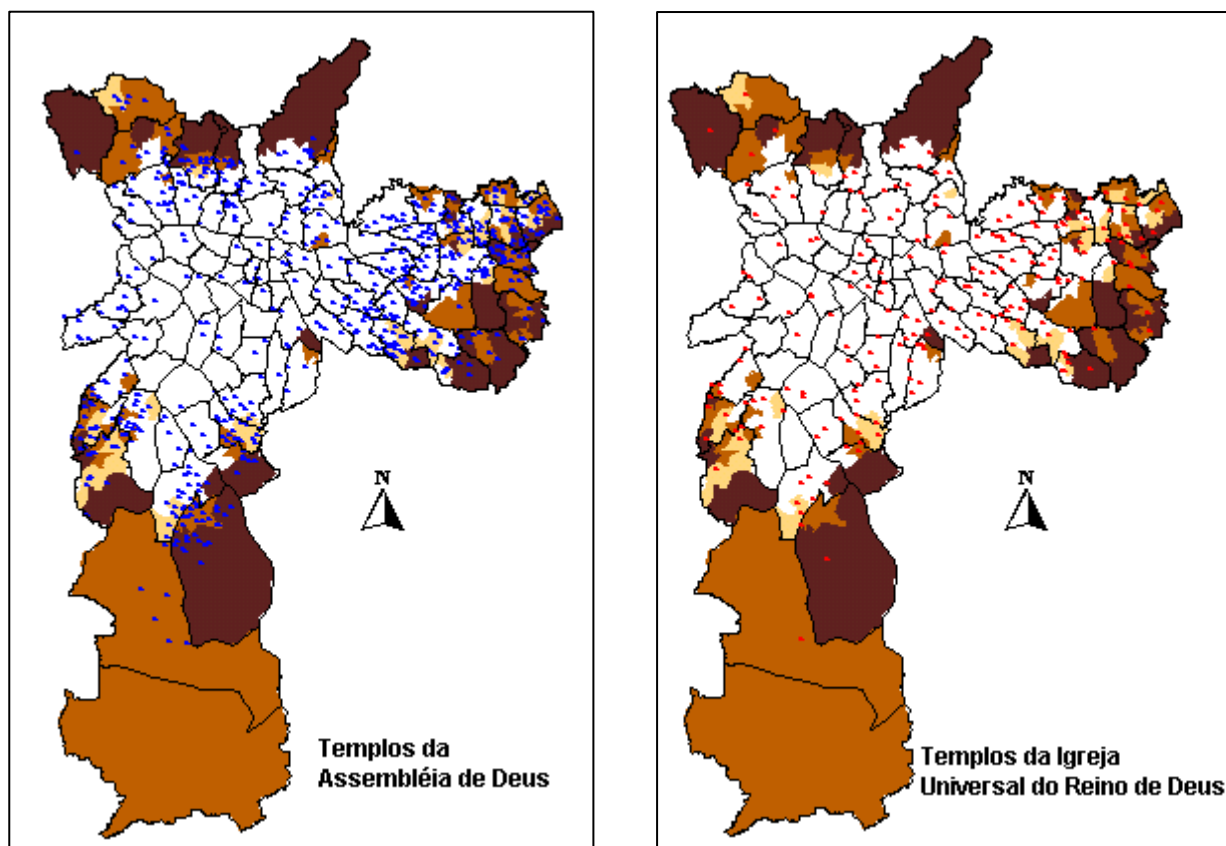 N
Templos da
Assembléia de Deus
N
Templos da Igreja
Universal do Reino de Deus